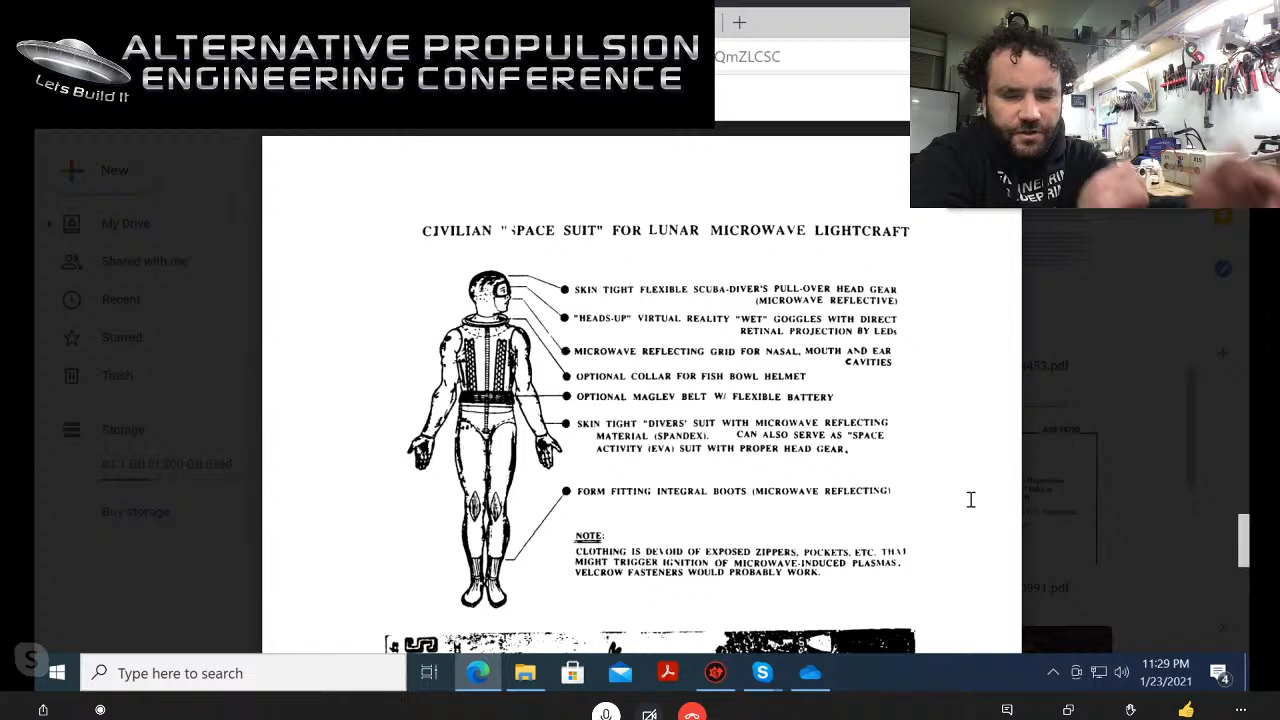 ALTERNATIVE PROPULSION
ENGINEERING CONFERENCE
Lets Build It
QmZLCSC
New
My Drive
Shared with me
Recent
Starred
Trash
Storage
Buy storage
CIVILIAN "SPACE SUIT" FOR LUNAR MICROWAVE LIGHTCRAFT
SKIN TIGHT FLEXIBLE SCUBA-DIVER'S PULL-OVER HEAD GEAR
(MICROWAVE REFLECTIVE)
"HEADS-UP" VIRTUAL REALITY "WET" GOGGLES WITH DIRECT
RETINAL PROJECTION BY LEDs
MICROWAVE REFLECTING GRID FOR NASAL, MOUTH AND EAR
CAVITIES
OPTIONAL COLLAR FOR FISH BOWL HELMET
OPTIONAL MAGLEV BELT W/ FLEXIBLE BATTERY
SKIN TIGHT "DIVERS' SUIT WITH MICROWAVE REFLECTING
MATERIAL (SPANDEX). CAN ALSO SERVE AS "SPACE
ACTIVITY (EVA) SUIT WITH PROPER HEAD GEAR.
FORM FITTING INTEGRAL BOOTS (MICROWAVE REFLECTING)
NOTE:
CLOTHING IS DEVOID OF EXPOSED ZIPPERS, POCKETS, ETC. THAT
MIGHT TRIGGER IGNITION OF MICROWAVE-INDUCED PLASMAS.
VELCROW FASTENERS WOULD PROBABLY WORK.
453.pdf
991.pdf
Type here to search
11:29 PM
1/23/2021
4